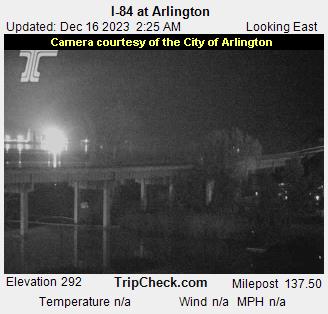 I-84 at Arlington
Updated: Dec 16 2023 2:25 AM Looking East
Camera courtesy of the City of Arlington
Elevation 292 TripCheck.com Milepost 137.50
Temperature n/a Wind n/a MPH n/a